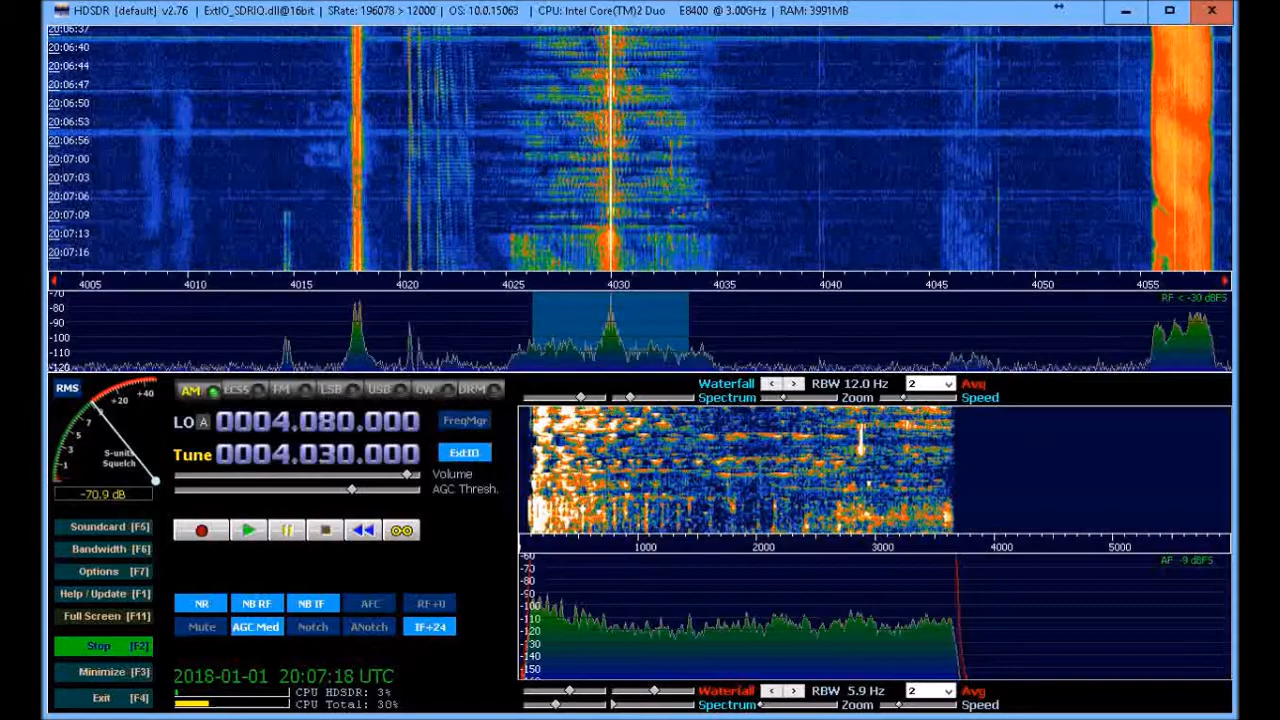 HDSDR [default] v2.76 | ExtIO_SDRIQ.dll@16bit | SRate: 196078 > 12000 | OS: 10.0.15063 | CPU: Intel Core(TM)2 Duo E8400 @ 3.00GHz | RAM: 3991MB
20:06:37
20:06:40
20:06:44
20:06:47
20:06:50
20:06:53
20:06:56
20:07:00
20:07:03
20:07:06
20:07:09
20:07:13
20:07:16
4005 4010 4015 4020 4025 4030 4035 4040 4045 4050 4055
-70
-80
-90
-100
-110
-120
RF < -30 dBFS
RMS
+20 +40
1 3 5 7
S-units
Squelch
-70.9 dB
AM ECSS FM LSB USB CW DRM
LO A 0004.080.000 FreqMgr
Tune 0004.030.000 ExtIO
Volume
AGC Thresh.
Waterfall < > RBW 12.0 Hz 2 Avg
Spectrum Zoom Speed
1000 2000 3000 4000 5000
-60
-70
-80
-90
-100
-110
-120
-130
-140
-150
AF -9 dBFS
Soundcard [F5]
Bandwidth [F6]
Options [F7]
Help / Update [F1]
Full Screen [F11]
Stop [F2]
Minimize [F3]
Exit [F4]
NR NB RF NB IF AFC RF+0
Mute AGC Med Notch ANotch IF+24
2018-01-01 20:07:18 UTC
CPU HDSDR: 3%
CPU Total: 30%
Waterfall < > RBW 5.9 Hz 2 Avg
Spectrum Zoom Speed